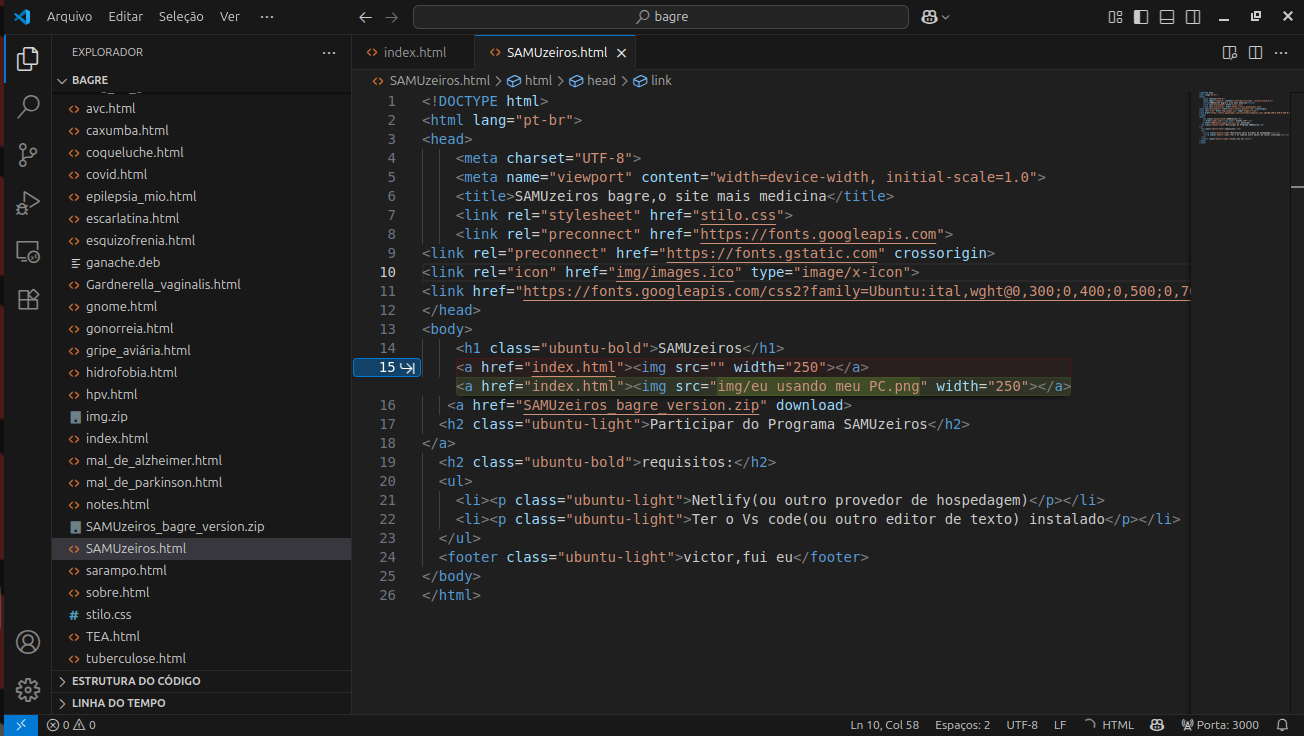 Arquivo Editar Seleção Ver ···
bagre
EXPLORADOR ···
BAGRE
avc.html
caxumba.html
coqueluche.html
covid.html
epilepsia_mio.html
escarlatina.html
esquizofrenia.html
ganache.deb
Gardnerella_vaginalis.html
gnome.html
gonorreia.html
gripe_aviária.html
hidrofobia.html
hpv.html
img.zip
index.html
mal_de_alzheimer.html
mal_de_parkinson.html
notes.html
SAMUzeiros_bagre_version.zip
SAMUzeiros.html
sarampo.html
sobre.html
stilo.css
TEA.html
tuberculose.html
ESTRUTURA DO CÓDIGO
LINHA DO TEMPO
index.html SAMUzeiros.html
SAMUzeiros.html > html > head > link
1 <!DOCTYPE html>
2 <html lang="pt-br">
3 <head>
4 <meta charset="UTF-8">
5 <meta name="viewport" content="width=device-width, initial-scale=1.0">
6 <title>SAMUzeiros bagre,o site mais medicina</title>
7 <link rel="stylesheet" href="stilo.css">
8 <link rel="preconnect" href="https://fonts.googleapis.com">
9 <link rel="preconnect" href="https://fonts.gstatic.com" crossorigin>
10 <link rel="icon" href="img/images.ico" type="image/x-icon">
11 <link href="https://fonts.googleapis.com/css2?family=Ubuntu:ital,wght@0,300;0,400;0,500;0,70
12 </head>
13 <body>
14 <h1 class="ubuntu-bold">SAMUzeiros</h1>
15 <a href="index.html"><img src="" width="250"></a>
<a href="index.html"><img src="img/eu usando meu PC.png" width="250"></a>
16 <a href="SAMUzeiros_bagre_version.zip" download>
17 <h2 class="ubuntu-light">Participar do Programa SAMUzeiros</h2>
18 </a>
19 <h2 class="ubuntu-bold">requisitos:</h2>
20 <ul>
21 <li><p class="ubuntu-light">Netlify(ou outro provedor de hospedagem)</p></li>
22 <li><p class="ubuntu-light">Ter o Vs code(ou outro editor de texto) instalado</p></li>
23 </ul>
24 <footer class="ubuntu-light">victor,fui eu</footer>
25 </body>
26 </html>
0 0 Ln 10, Col 58 Espaços: 2 UTF-8 LF HTML Porta: 3000